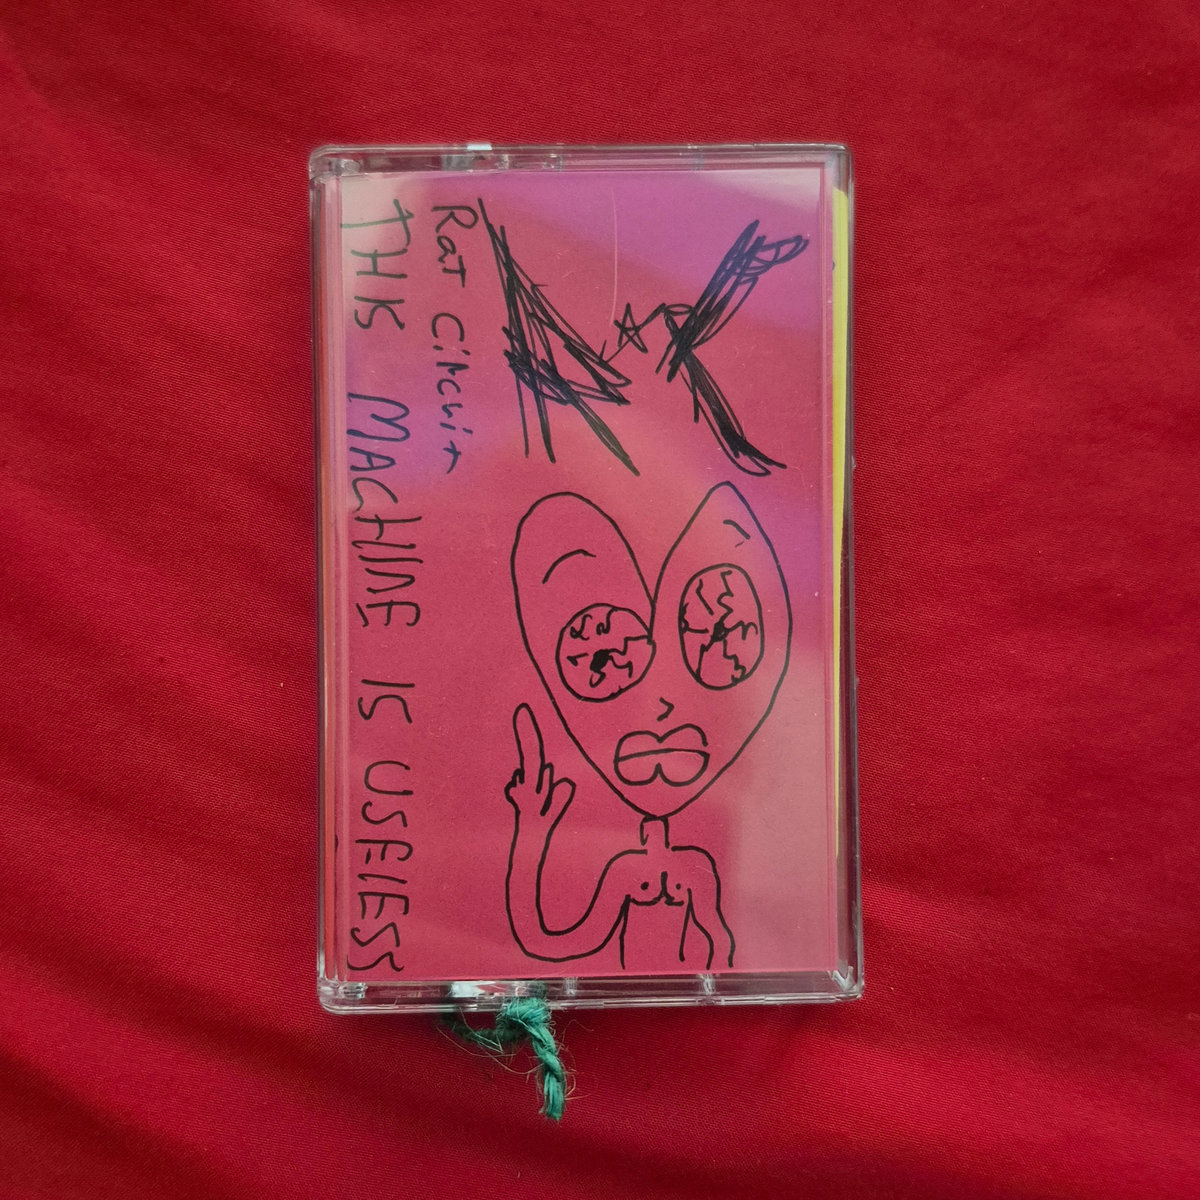 Rat Circuit
THIS MACHINE IS USELESS